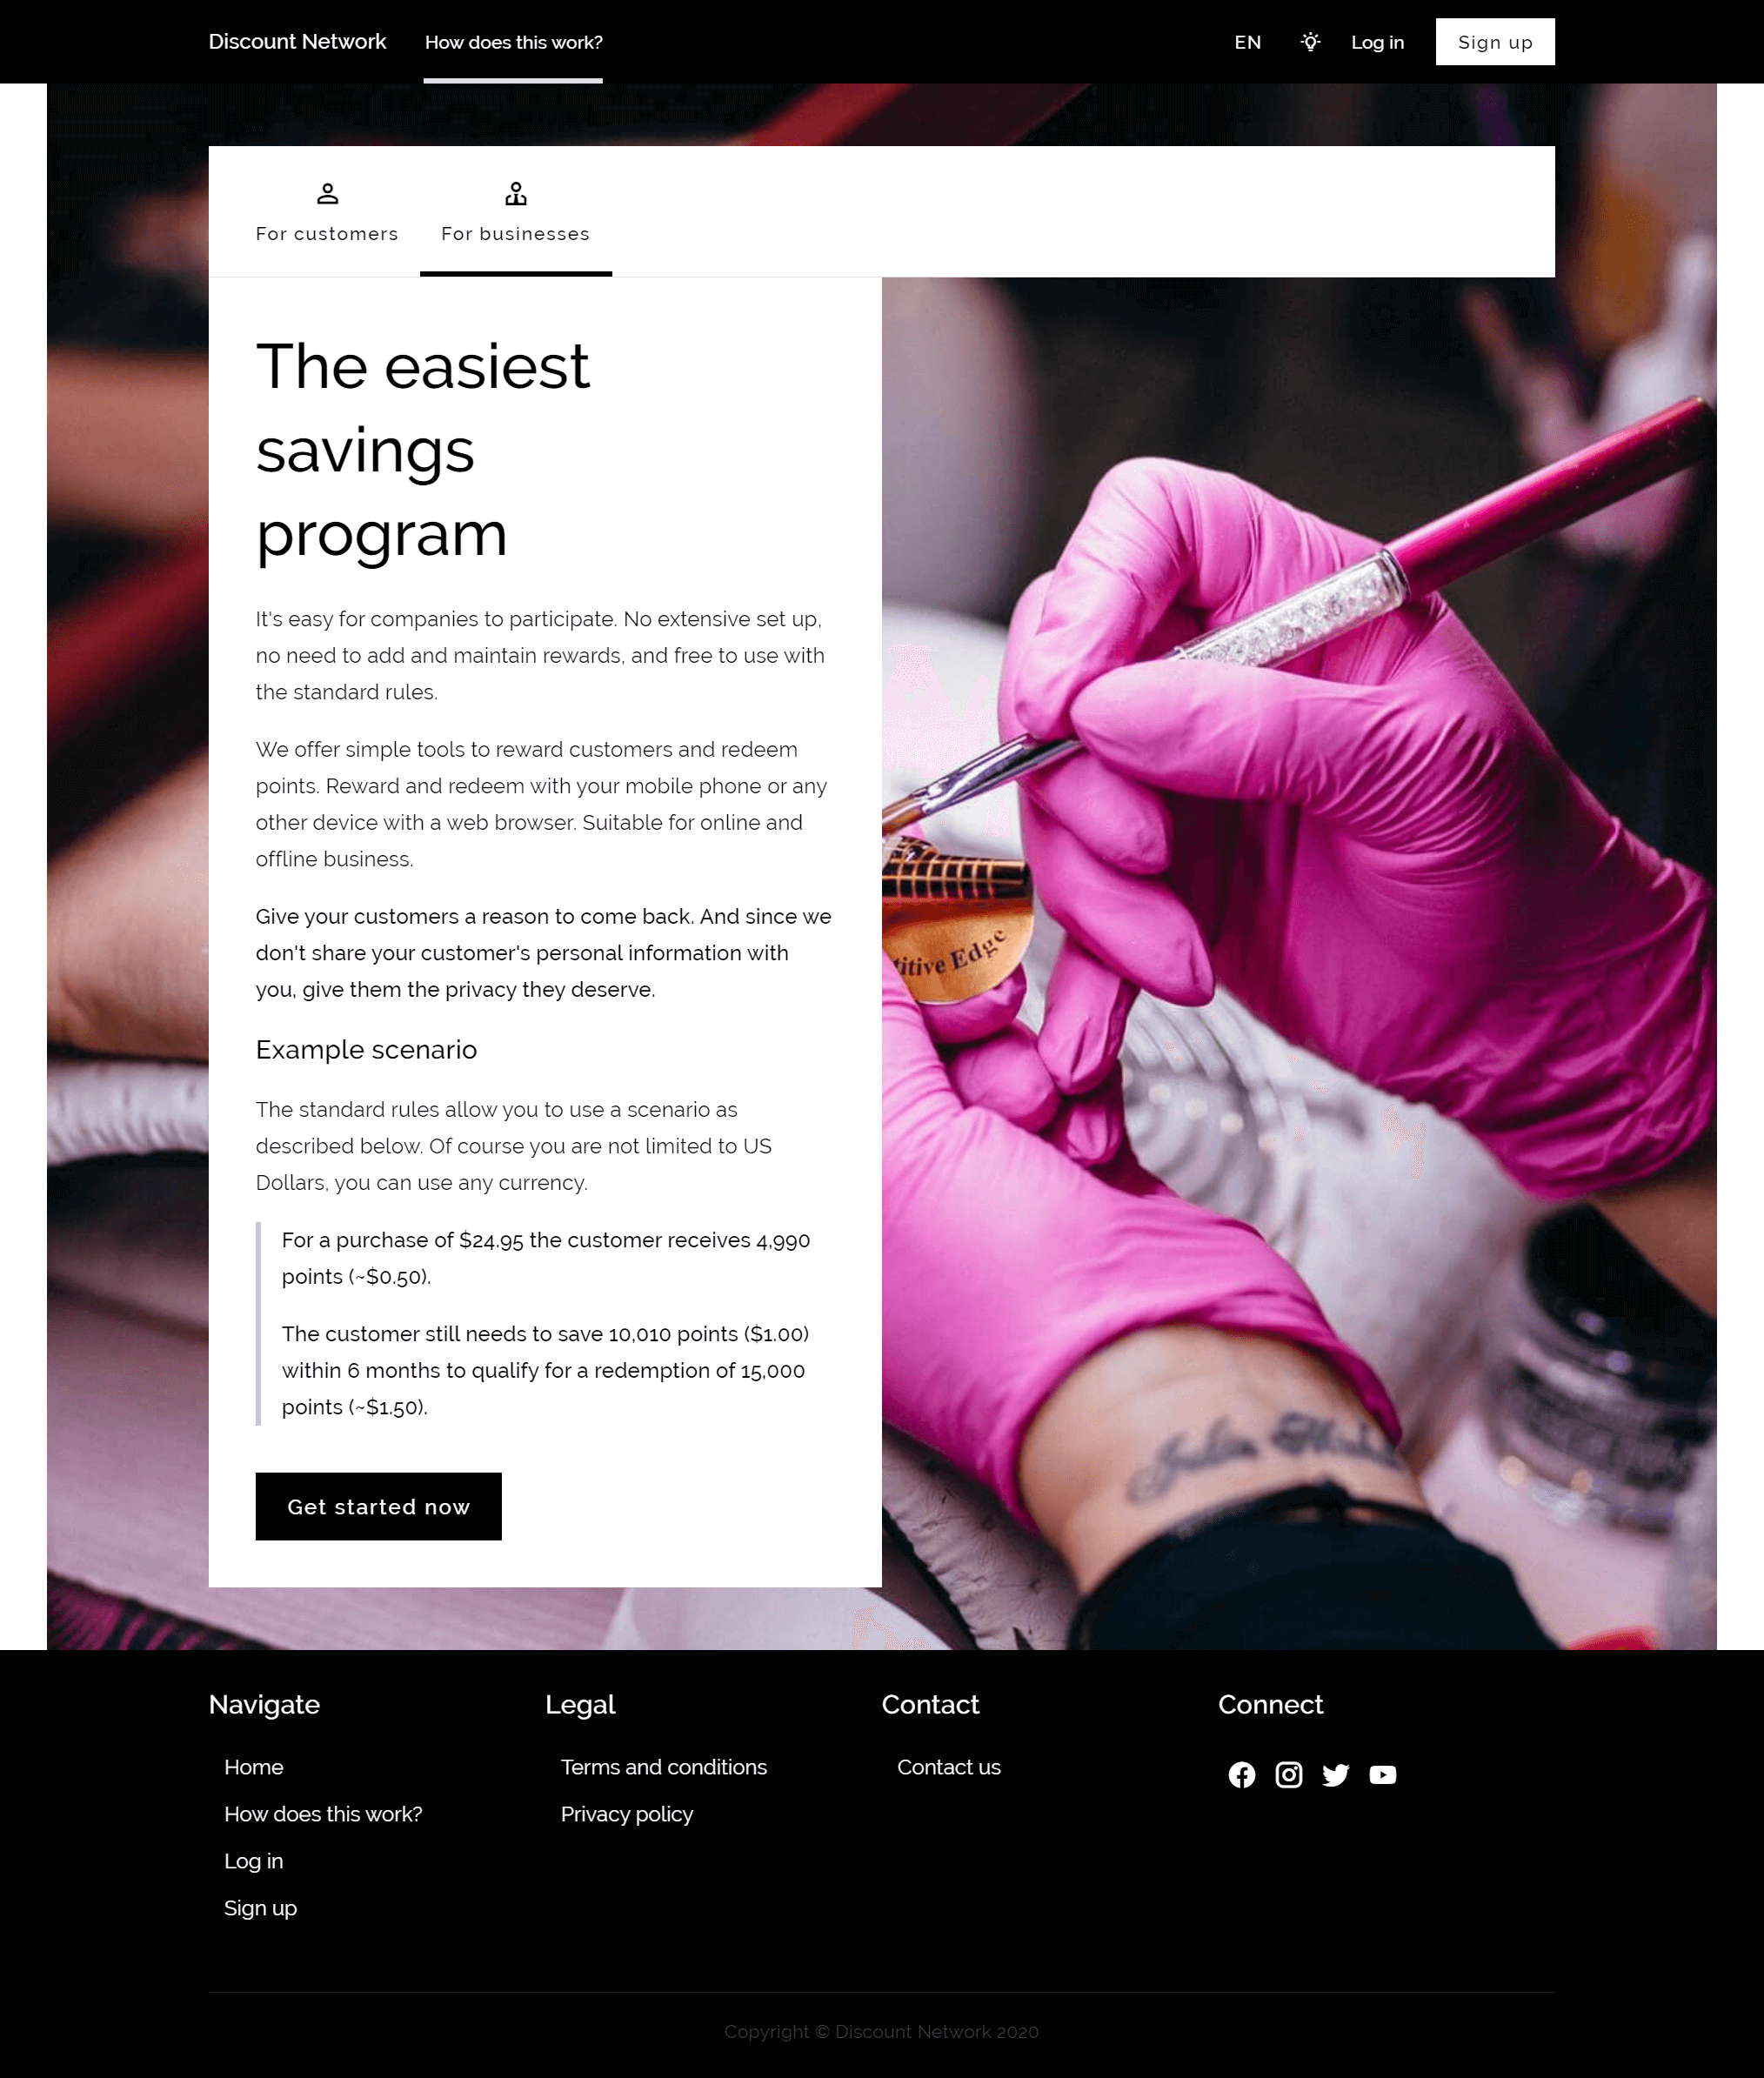 Discount Network
How does this work?
EN
Log in
Sign up
For customers
For businesses
The easiest
savings
program
It's easy for companies to participate. No extensive set up,
no need to add and maintain rewards, and free to use with
the standard rules.
We offer simple tools to reward customers and redeem
points. Reward and redeem with your mobile phone or any
other device with a web browser. Suitable for online and
offline business.
Give your customers a reason to come back. And since we
don't share your customer's personal information with
you, give them the privacy they deserve.
Example scenario
The standard rules allow you to use a scenario as
described below. Of course you are not limited to US
Dollars, you can use any currency.
For a purchase of $24.95 the customer receives 4,990
points (~$0.50).
The customer still needs to save 10,010 points ($1.00)
within 6 months to qualify for a redemption of 15,000
points (~$1.50).
Get started now
Edge
Navigate
Home
How does this work?
Log in
Sign up
Legal
Terms and conditions
Privacy policy
Contact
Contact us
Connect
Copyright © Discount Network 2020